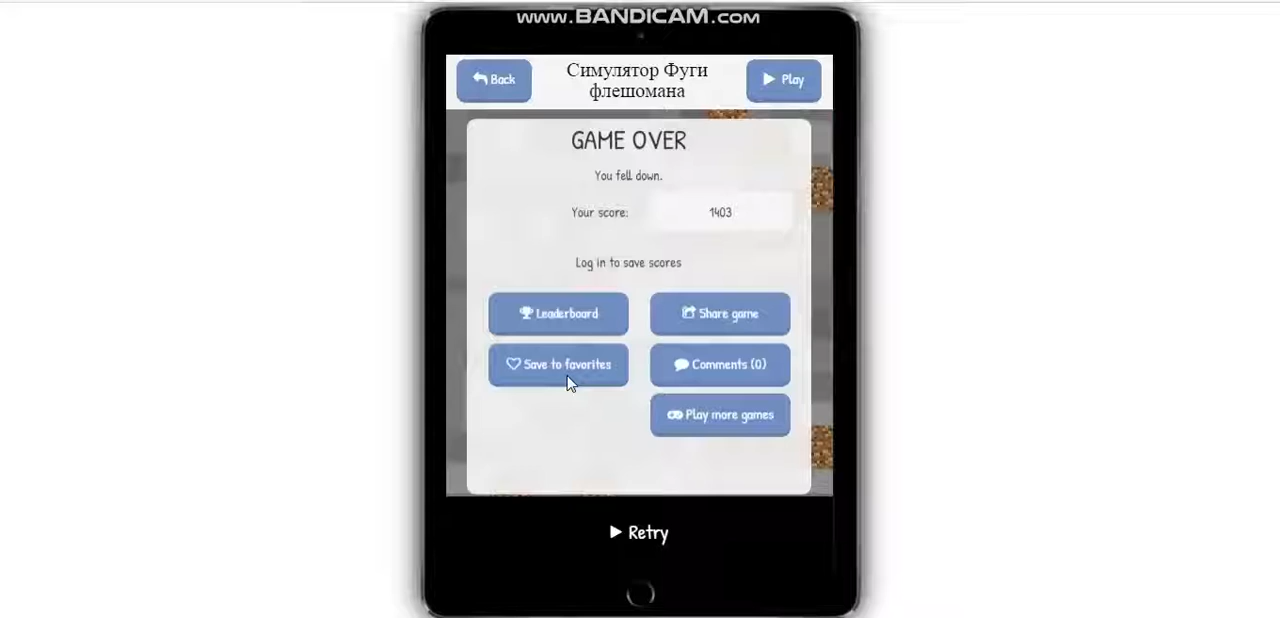 www.BANDICAM.com
Back
Симулятор Фуги
флешомана
Play
GAME OVER
You fell down.
Your score: 1403
Log in to save scores
Leaderboard
Share game
Save to favorites
Comments (0)
Play more games
Retry